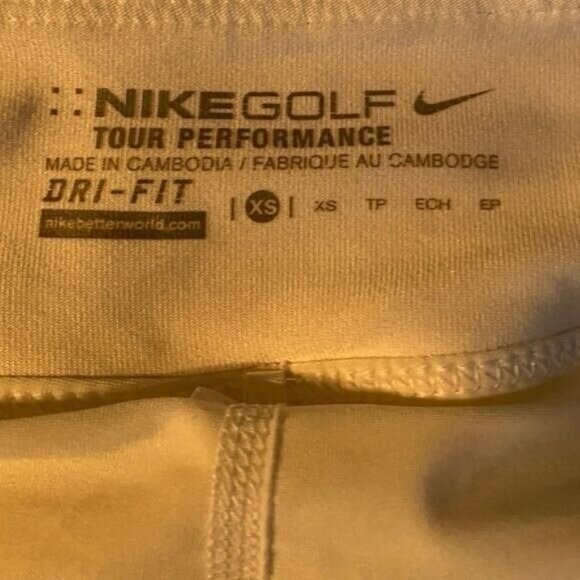 NIKEGOLF
TOUR PERFORMANCE
MADE IN CAMBODIA / FABRIQUE AU CAMBODGE
DRI-FIT | XS | XS TP ECH EP
nikebetterworld.com